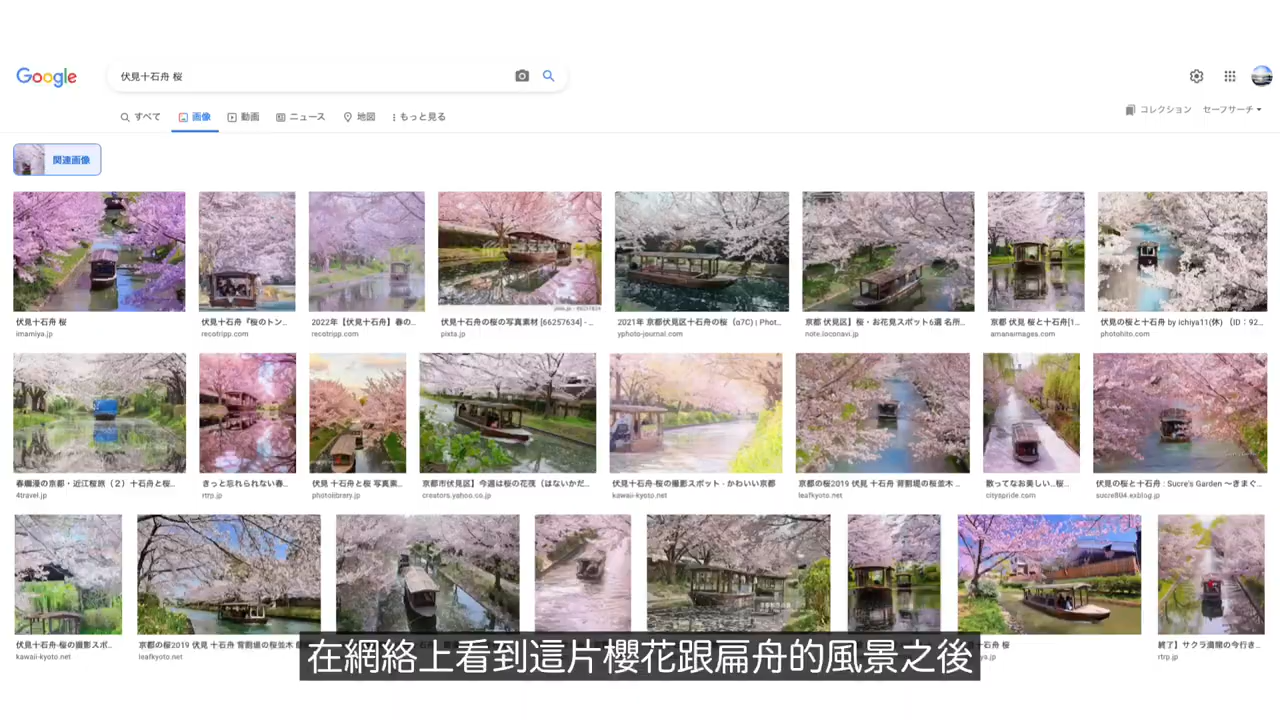 Google
伏見十石舟 桜
すべて
画像
動画
ニュース
地図
もっと見る
コレクション
セーフサーチ
関連画像
伏見十石舟 桜
imamiya.jp
伏見十石舟『桜のトン...
recotripp.com
2022年【伏見十石舟】春の...
recotripp.com
伏見十石舟の桜の写真素材 [66257634] - ...
pixta.jp
2021年 京都伏見区十石舟の桜（α7C) | Phot...
yphoto-journal.com
京都 伏見区】桜・お花見スポット6選 名所...
note.loconavi.jp
京都 伏見 桜と十石舟[1...
amanaimages.com
伏見の桜と十石舟 by ichiya11(休) （ID：92...
photohito.com
春爛漫の京都・近江桜旅（２）十石舟と桜...
4travel.jp
きっと忘れられない春...
rtrp.jp
伏見 十石舟と桜 写真素...
photolibrary.jp
京都市伏見区】今週は桜の花筏（はないかだ...
creators.yahoo.co.jp
伏見十石舟-桜の撮影スポット - かわいい京都
kawaii-kyoto.net
京都の桜2019 伏見 十石舟 背割堤の桜並木 ...
leafkyoto.net
散ってなお美しい...桜...
cityspride.com
伏見の桜と十石舟 : Sucre's Garden 〜きまぐ...
sucre804.exblog.jp
伏見十石舟-桜の撮影スポ...
kawaii-kyoto.net
京都の桜2019 伏見 十石舟 背割堤の桜並木
leafkyoto.net
終了】サクラ満開の今行き...
rtrp.jp
在網絡上看到這片櫻花跟扁舟的風景之後